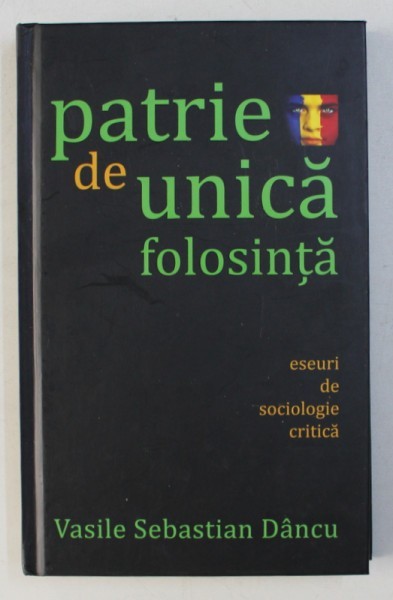 patrie
de unică
folosință
eseuri
de
sociologie
critică
Vasile Sebastian Dâncu